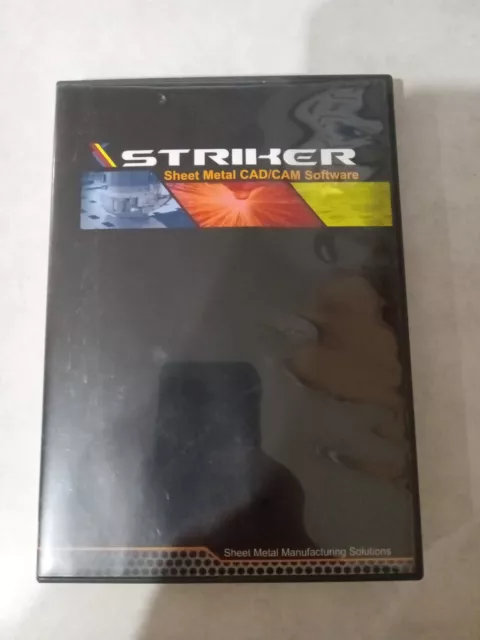 STRIKER
Sheet Metal CAD/CAM Software
Sheet Metal Manufacturing Solutions